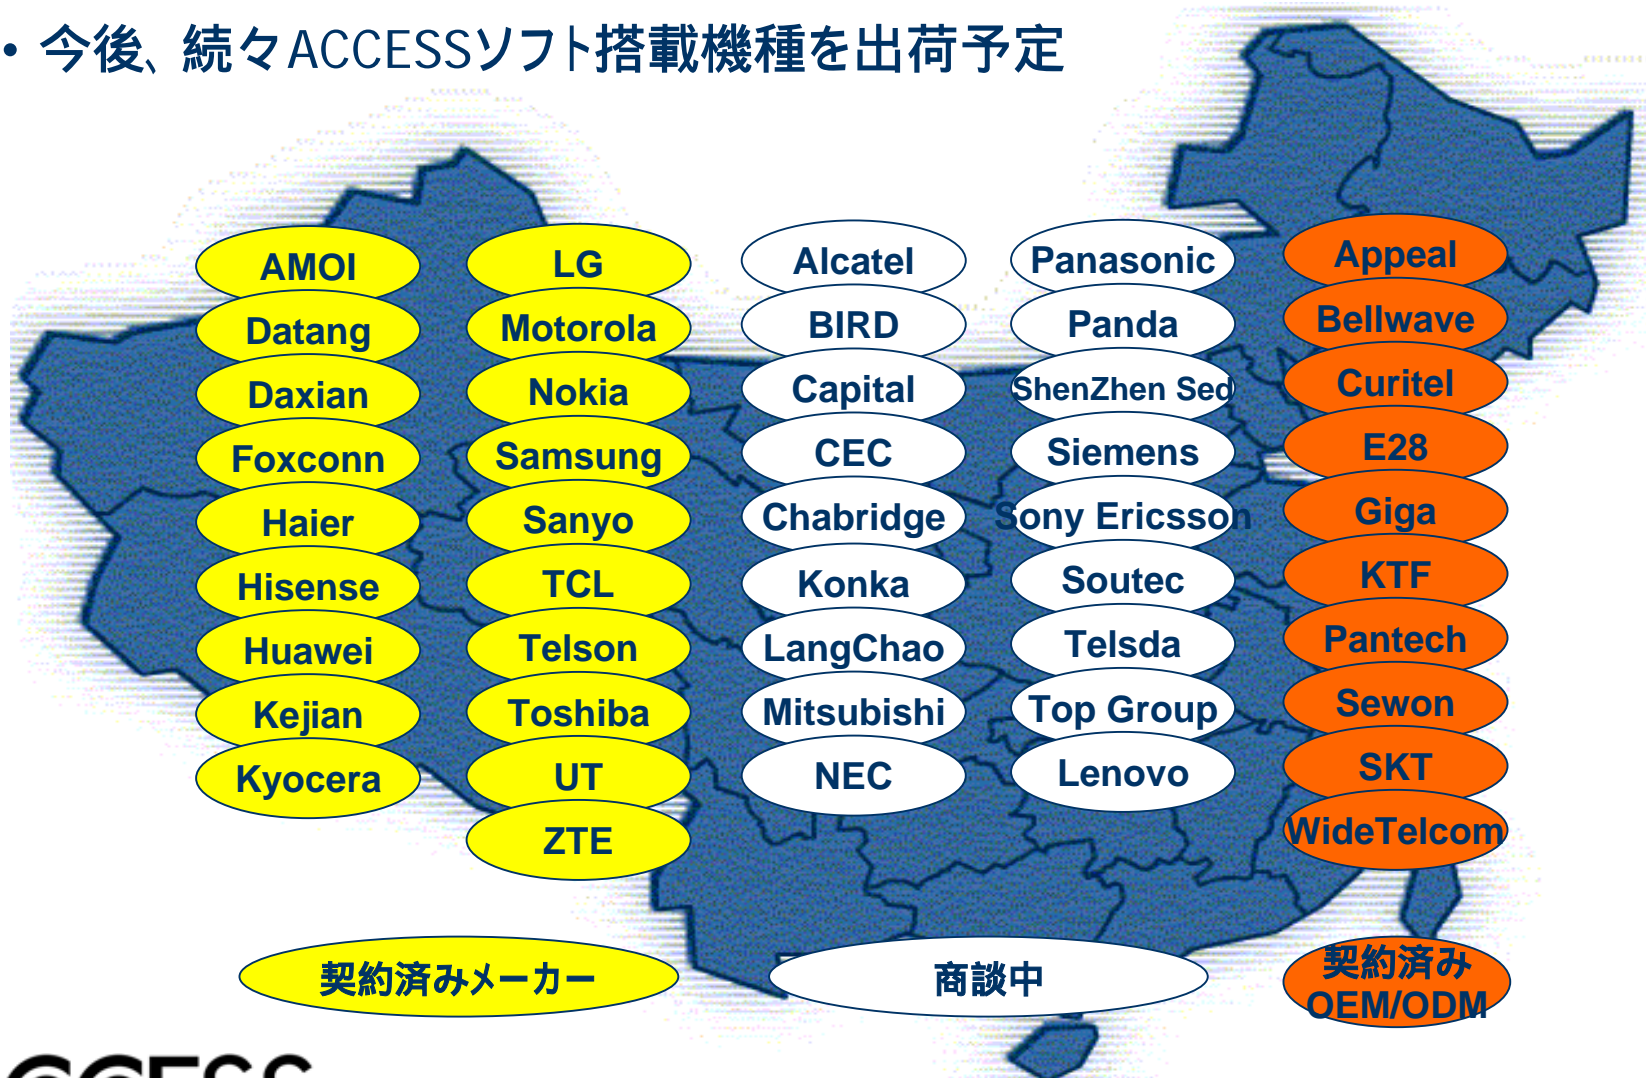 ・今後、続々ACCESSソフト搭載機種を出荷予定
AMOI
Datang
Daxian
Foxconn
Haier
Hisense
Huawei
Kejian
Kyocera
LG
Motorola
Nokia
Samsung
Sanyo
TCL
Telson
Toshiba
UT
ZTE
Alcatel
BIRD
Capital
CEC
Chabridge
Konka
LangChao
Mitsubishi
NEC
Panasonic
Panda
ShenZhen Sed
Siemens
Sony Ericsson
Soutec
Telsda
Top Group
Lenovo
Appeal
Bellwave
Curitel
E28
Giga
KTF
Pantech
Sewon
SKT
WideTelcom
契約済みメーカー
商談中
契約済み
OEM/ODM
ACCESS